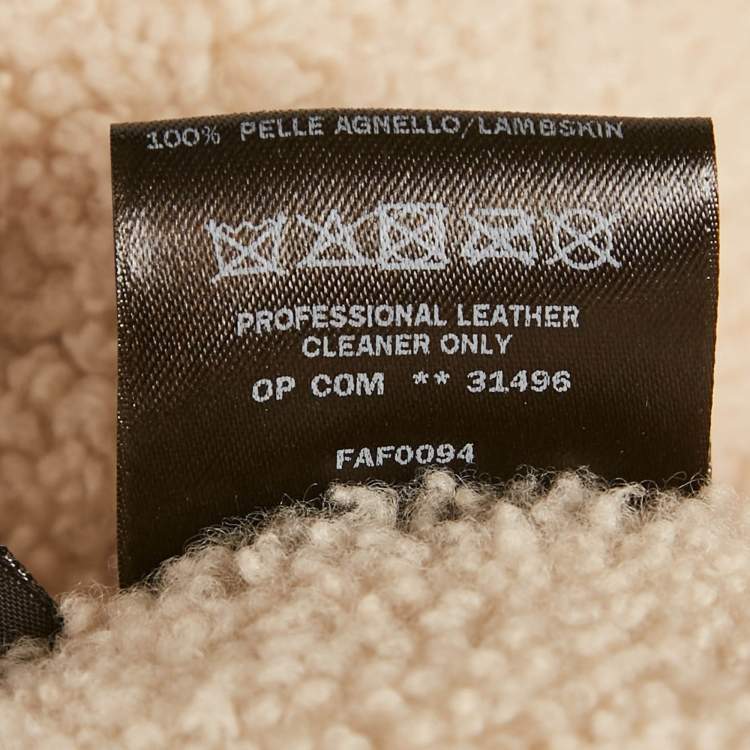 100% PELLE AGNELLO/LAMBSKIN
PROFESSIONAL LEATHER
CLEANER ONLY
OP COM ** 31496
FAF0094